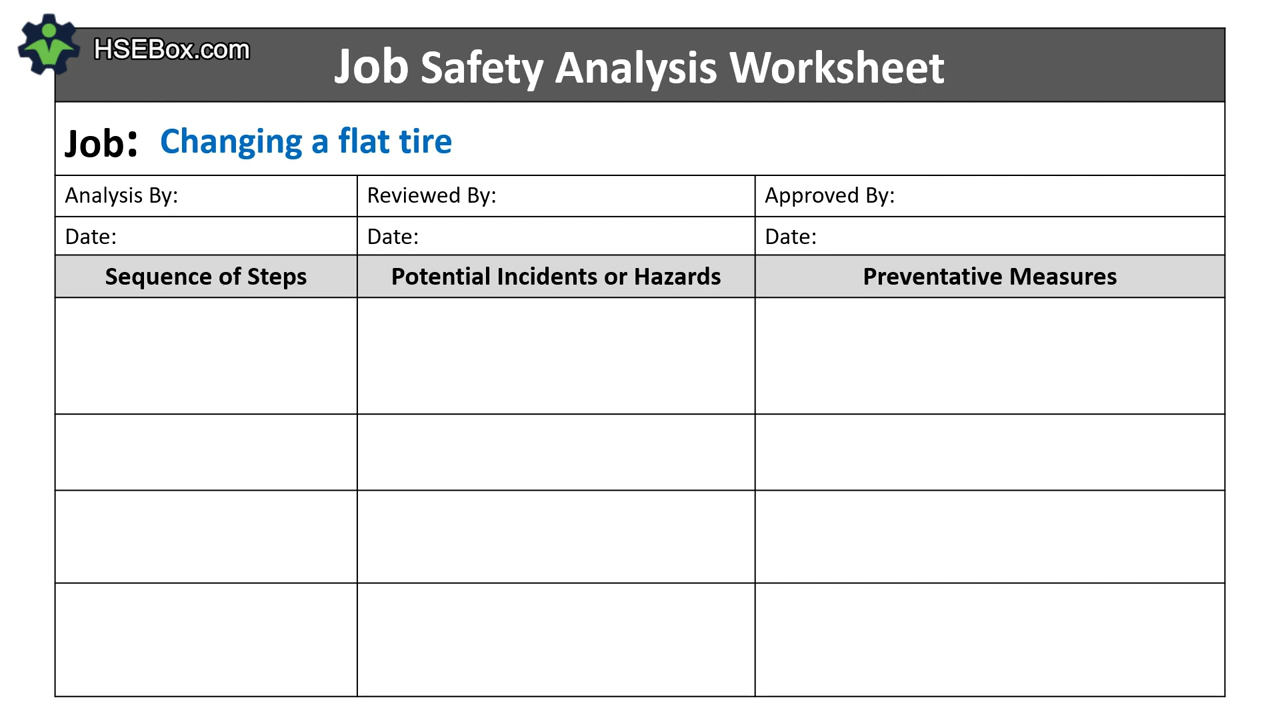 HSEBox.com
Job Safety Analysis Worksheet
Job: Changing a flat tire
Analysis By: Reviewed By: Approved By:
Date: Date: Date:
Sequence of Steps Potential Incidents or Hazards Preventative Measures